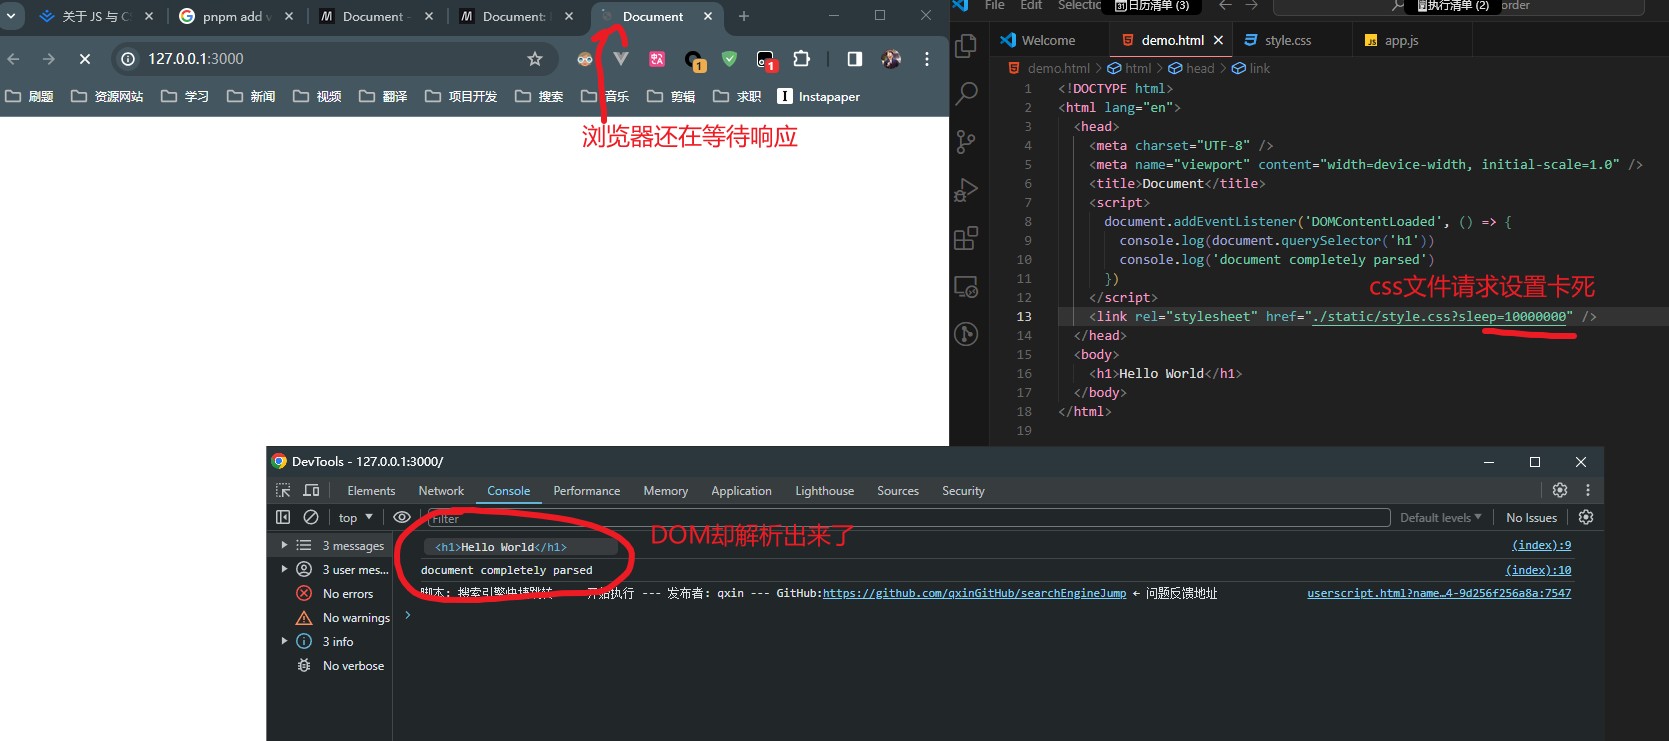 关于 JS 与 C
pnpm add v
Document -
Document:
Document
127.0.0.1:3000
刷题
资源网站
学习
新闻
视频
翻译
项目开发
搜索
音乐
剪辑
求职
Instapaper
浏览器还在等待响应
File Edit Selectic
日历清单 (3)
执行清单 (2)
order
Welcome
demo.html
style.css
app.js
demo.html > html > head > link
1 <!DOCTYPE html>
2 <html lang="en">
3 <head>
4 <meta charset="UTF-8" />
5 <meta name="viewport" content="width=device-width, initial-scale=1.0" />
6 <title>Document</title>
7 <script>
8 document.addEventListener('DOMContentLoaded', () => {
9 console.log(document.querySelector('h1'))
10 console.log('document completely parsed')
11 })
12 </script>
13 <link rel="stylesheet" href="./static/style.css?sleep=10000000" />
14 </head>
15 <body>
16 <h1>Hello World</h1>
17 </body>
18 </html>
19
css文件请求设置卡死
DevTools - 127.0.0.1:3000/
Elements Network Console Performance Memory Application Lighthouse Sources Security
top
Filter
Default levels
No Issues
3 messages
3 user mes...
No errors
No warnings
3 info
No verbose
<h1>Hello World</h1>
(index):9
document completely parsed
(index):10
脚本: 搜索引擎快捷跳转 开始执行 --- 发布者: qxin --- GitHub:https://github.com/qxinGitHub/searchEngineJump ← 问题反馈地址
userscript.html?name…4-9d256f256a8a:7547
DOM却解析出来了